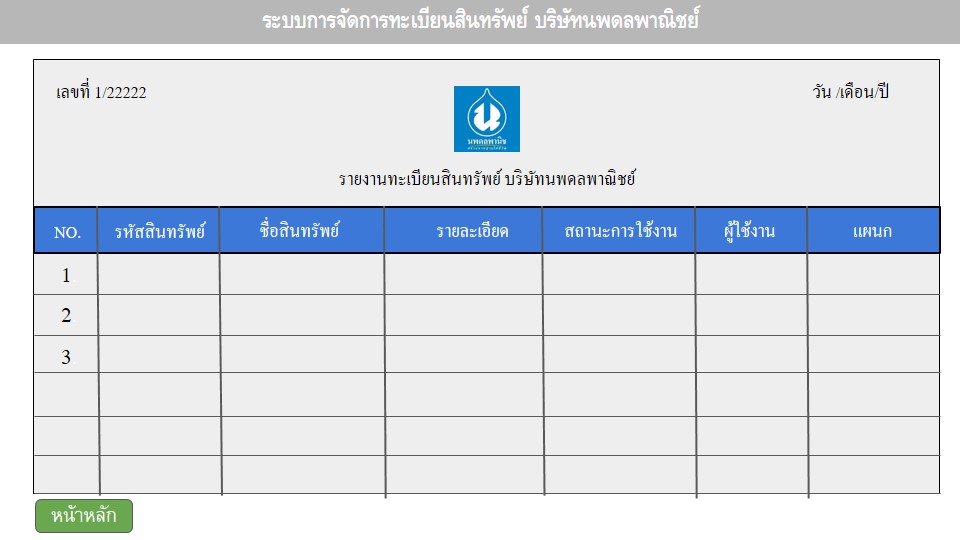 ระบบการจัดการทะเบียนสินทรัพย์ บริษัทนพดลพาณิชย์
เลขที่ 1/22222
วัน /เดือน/ปี
นพดลพานิช
รายงานทะเบียนสินทรัพย์ บริษัทนพดลพาณิชย์
NO. รหัสสินทรัพย์ ชื่อสินทรัพย์ รายละเอียด สถานะการใช้งาน ผู้ใช้งาน แผนก
1
2
3
หน้าหลัก